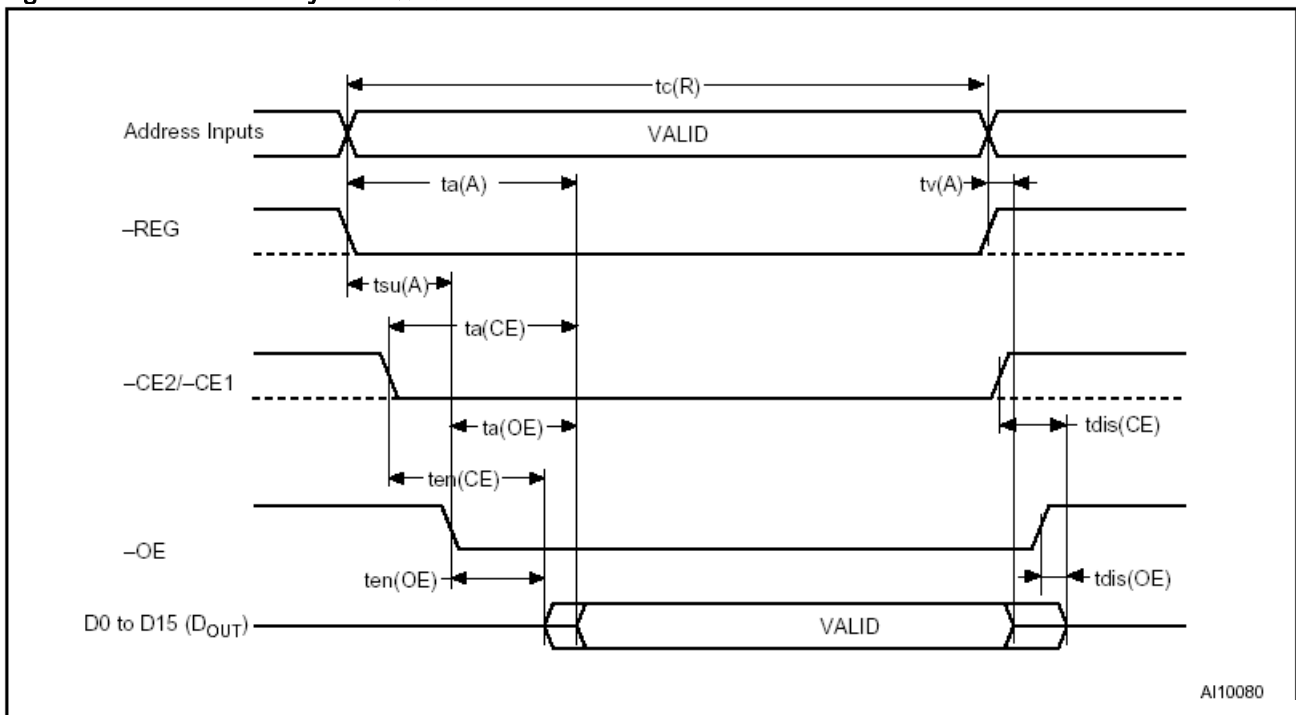 tc(R)
Address Inputs
VALID
ta(A)
tv(A)
–REG
tsu(A)
ta(CE)
–CE2/–CE1
ta(OE)
tdis(CE)
ten(CE)
–OE
ten(OE)
tdis(OE)
D0 to D15 (DOUT)
VALID
AI10080